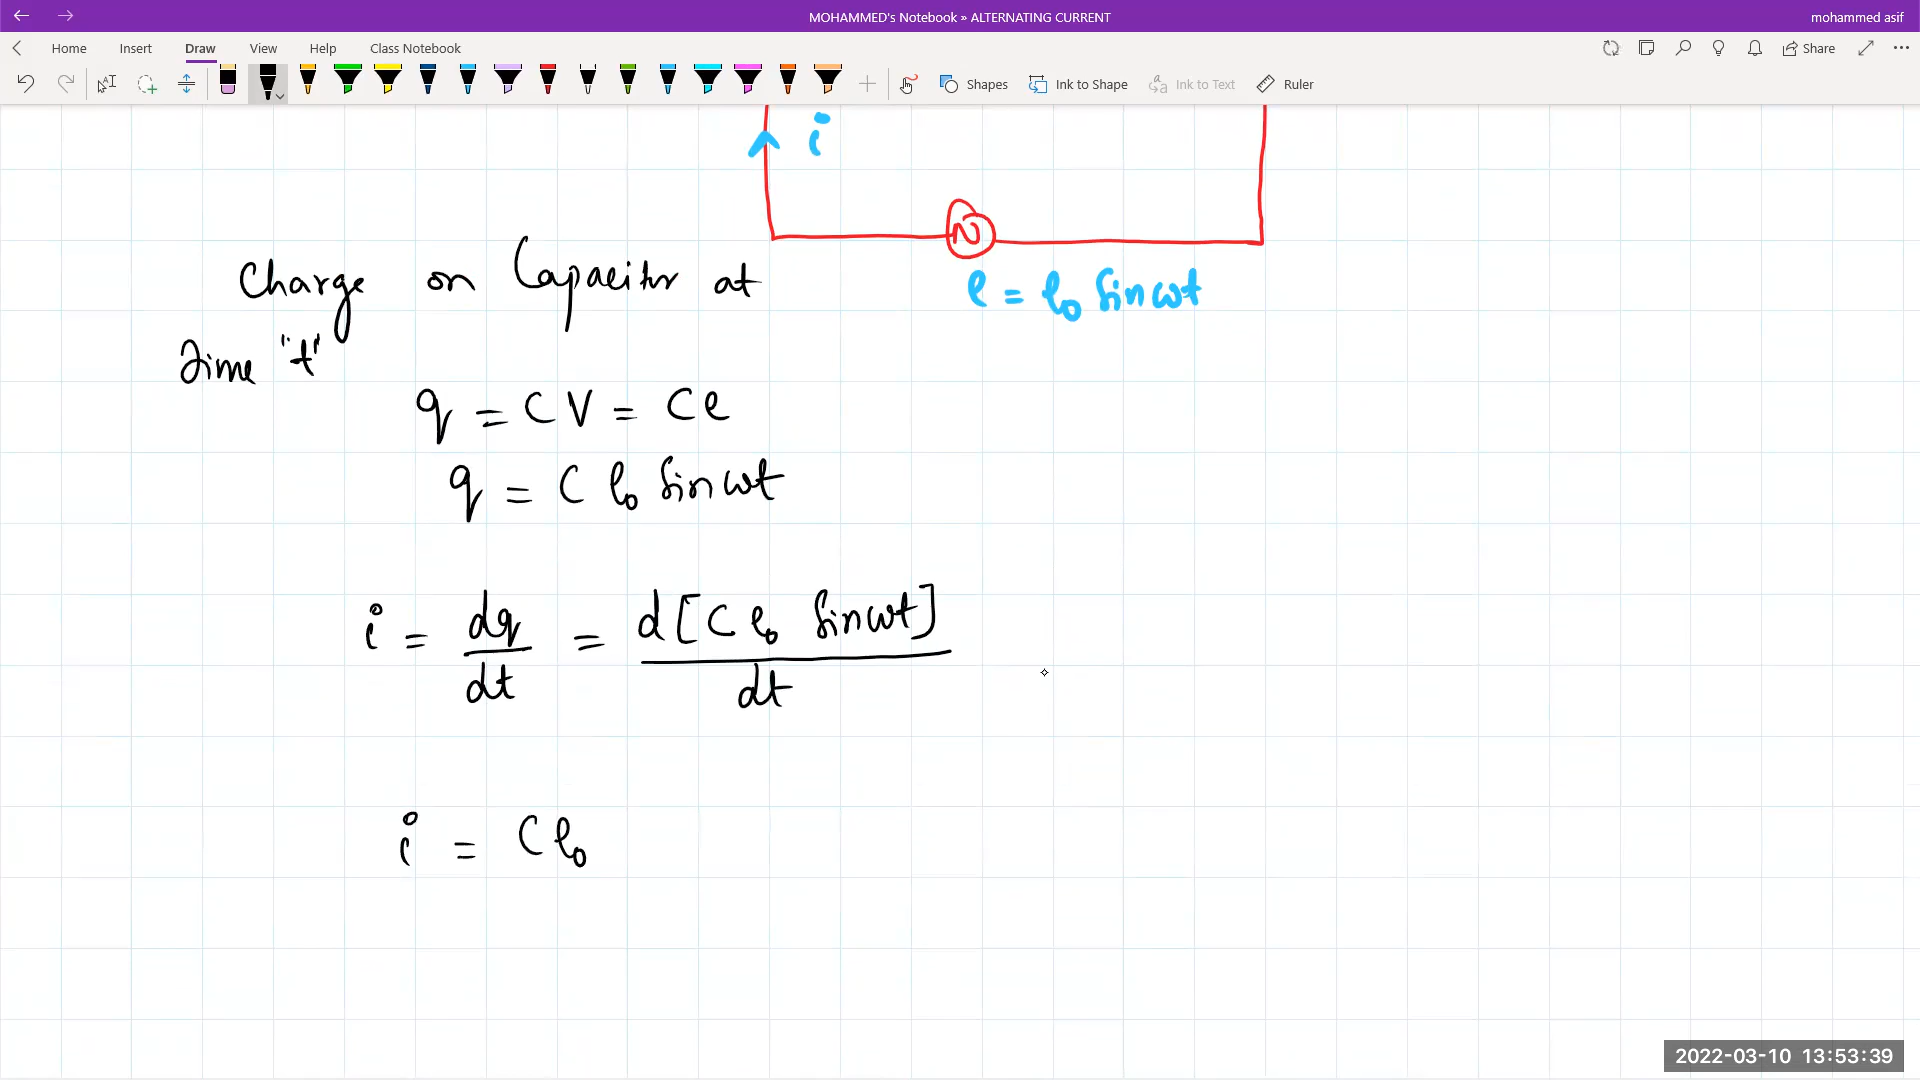 MOHAMMED's Notebook » ALTERNATING CURRENT
mohammed asif
Home Insert Draw View Help Class Notebook
Share
Shapes Ink to Shape Ink to Text Ruler
i
e = e₀ Sin ωt
Charge on Capacitor at
Time "t"
q = CV = Ce
q = C e₀ Sin ωt
i = dq/dt = d[C e₀ Sin ωt]/dt
i = C e₀
2022-03-10 13:53:39